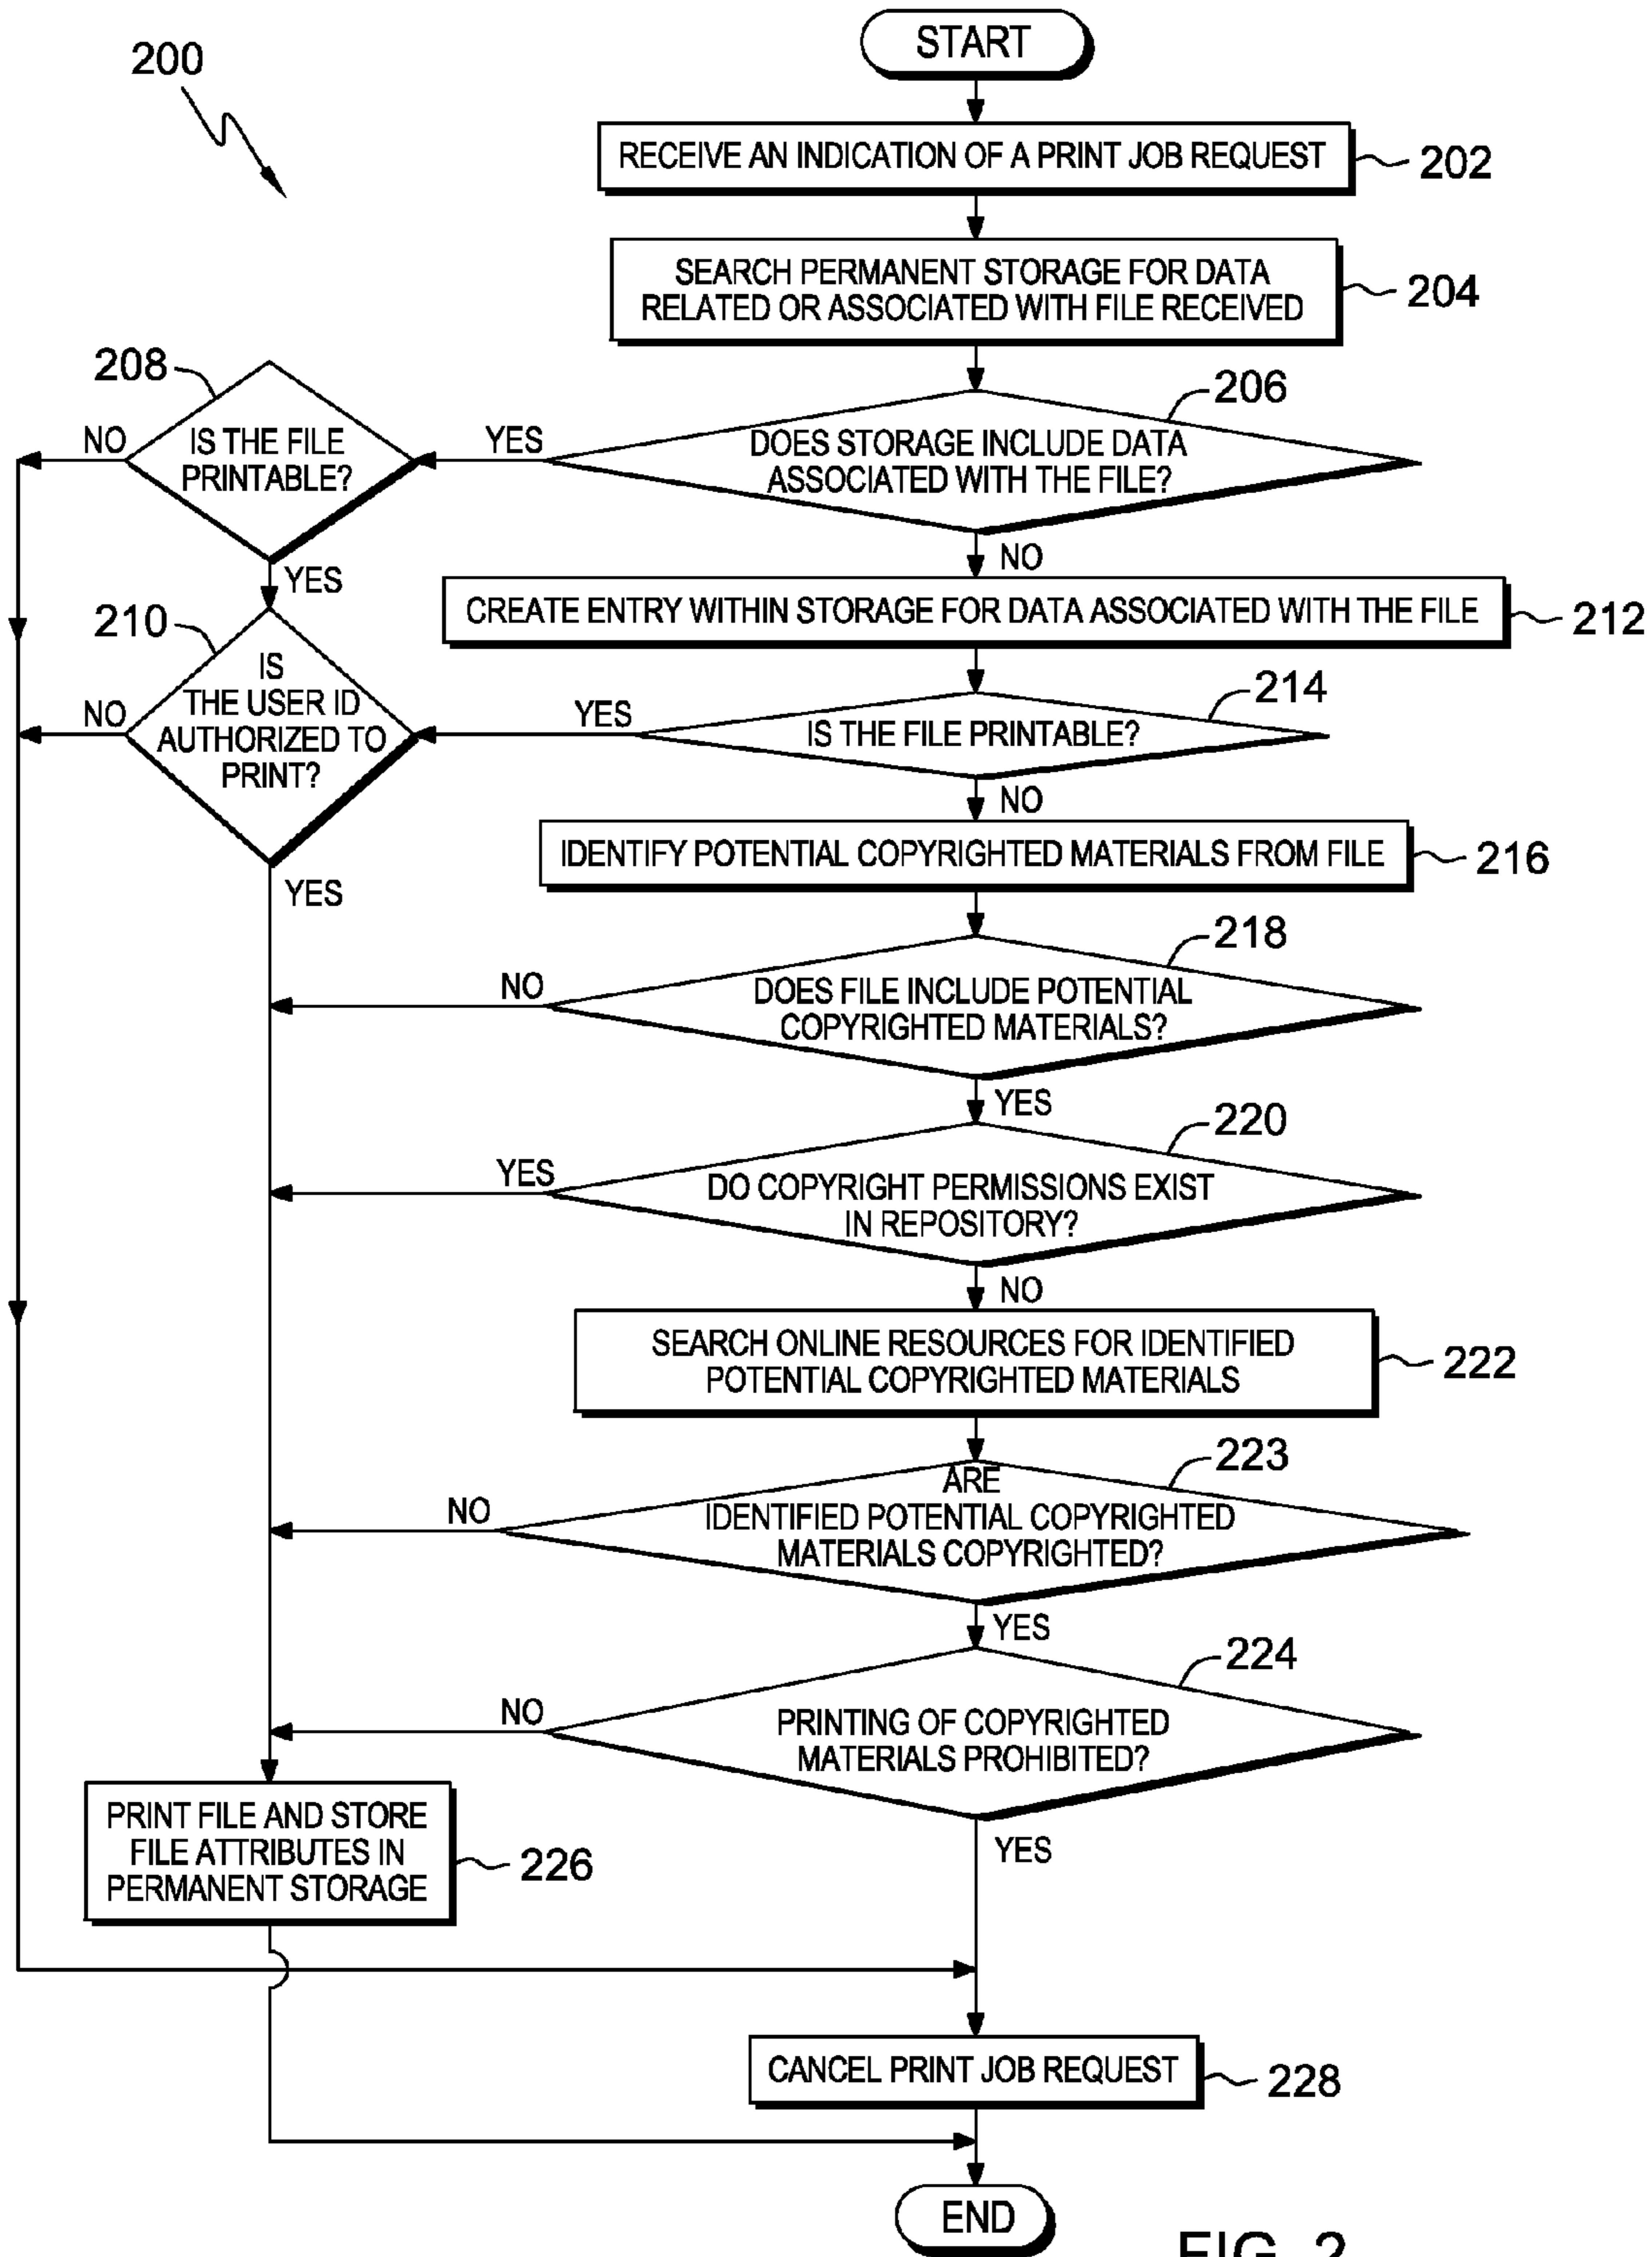 START
200
RECEIVE AN INDICATION OF A PRINT JOB REQUEST
202
SEARCH PERMANENT STORAGE FOR DATA
RELATED OR ASSOCIATED WITH FILE RECEIVED
204
208
IS THE FILE
PRINTABLE?
NO
YES
206
DOES STORAGE INCLUDE DATA
ASSOCIATED WITH THE FILE?
YES
NO
210
IS
THE USER ID
AUTHORIZED TO
PRINT?
NO
YES
CREATE ENTRY WITHIN STORAGE FOR DATA ASSOCIATED WITH THE FILE
212
214
IS THE FILE PRINTABLE?
YES
NO
IDENTIFY POTENTIAL COPYRIGHTED MATERIALS FROM FILE
216
218
DOES FILE INCLUDE POTENTIAL
COPYRIGHTED MATERIALS?
NO
YES
220
DO COPYRIGHT PERMISSIONS EXIST
IN REPOSITORY?
YES
NO
SEARCH ONLINE RESOURCES FOR IDENTIFIED
POTENTIAL COPYRIGHTED MATERIALS
222
223
ARE
IDENTIFIED POTENTIAL COPYRIGHTED
MATERIALS COPYRIGHTED?
NO
YES
224
PRINTING OF COPYRIGHTED
MATERIALS PROHIBITED?
NO
YES
PRINT FILE AND STORE
FILE ATTRIBUTES IN
PERMANENT STORAGE
226
CANCEL PRINT JOB REQUEST
228
END
FIG. 2